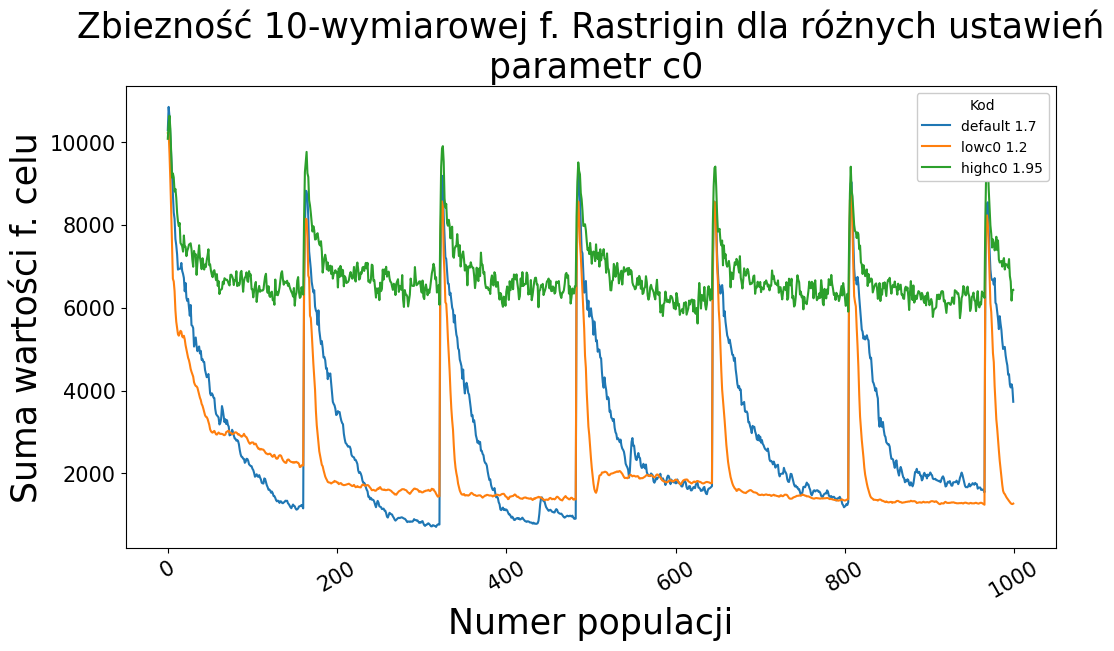 Zbiezność 10-wymiarowej f. Rastrigin dla różnych ustawień
parametr c0
Suma wartości f. celu
10000
8000
6000
4000
2000
Kod
default 1.7
lowc0 1.2
highc0 1.95
0
200
400
600
800
1000
Numer populacji